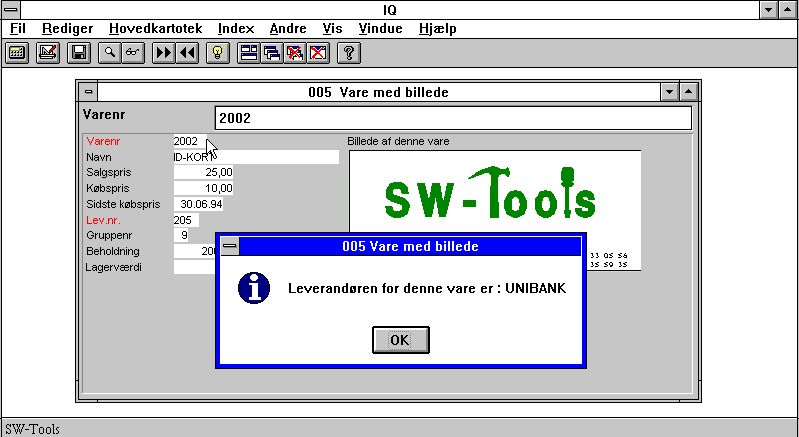 IQ
Fil Rediger Hovedkartotek Index Andre Vis Vindue Hjælp
005 Vare med billede
Varenr 2002
Varenr 2002
Billede af denne vare
Navn ID-KORT
Salgspris 25,00
Købspris 10,00
Sidste købspris 30.06.94
Lev.nr. 205
Gruppenr 9
Beholdning 200
Lagerværdi
SW-Tools
33 05 56
35 59 35
005 Vare med billede
Leverandøren for denne vare er : UNIBANK
OK
SW-Tools